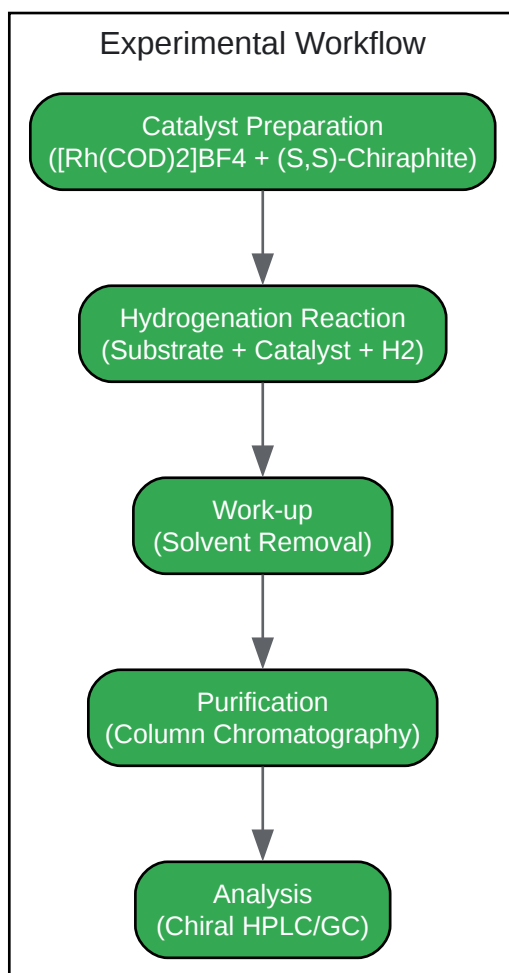 Experimental Workflow
Catalyst Preparation
([Rh(COD)2]BF4 + (S,S)-Chiraphite)
Hydrogenation Reaction
(Substrate + Catalyst + H2)
Work-up
(Solvent Removal)
Purification
(Column Chromatography)
Analysis
(Chiral HPLC/GC)